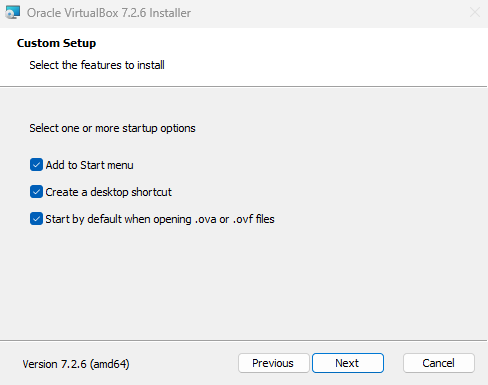 Oracle VirtualBox 7.2.6 Installer
Custom Setup
Select the features to install
Select one or more startup options
Add to Start menu
Create a desktop shortcut
Start by default when opening .ova or .ovf files
Version 7.2.6 (amd64)
Previous
Next
Cancel